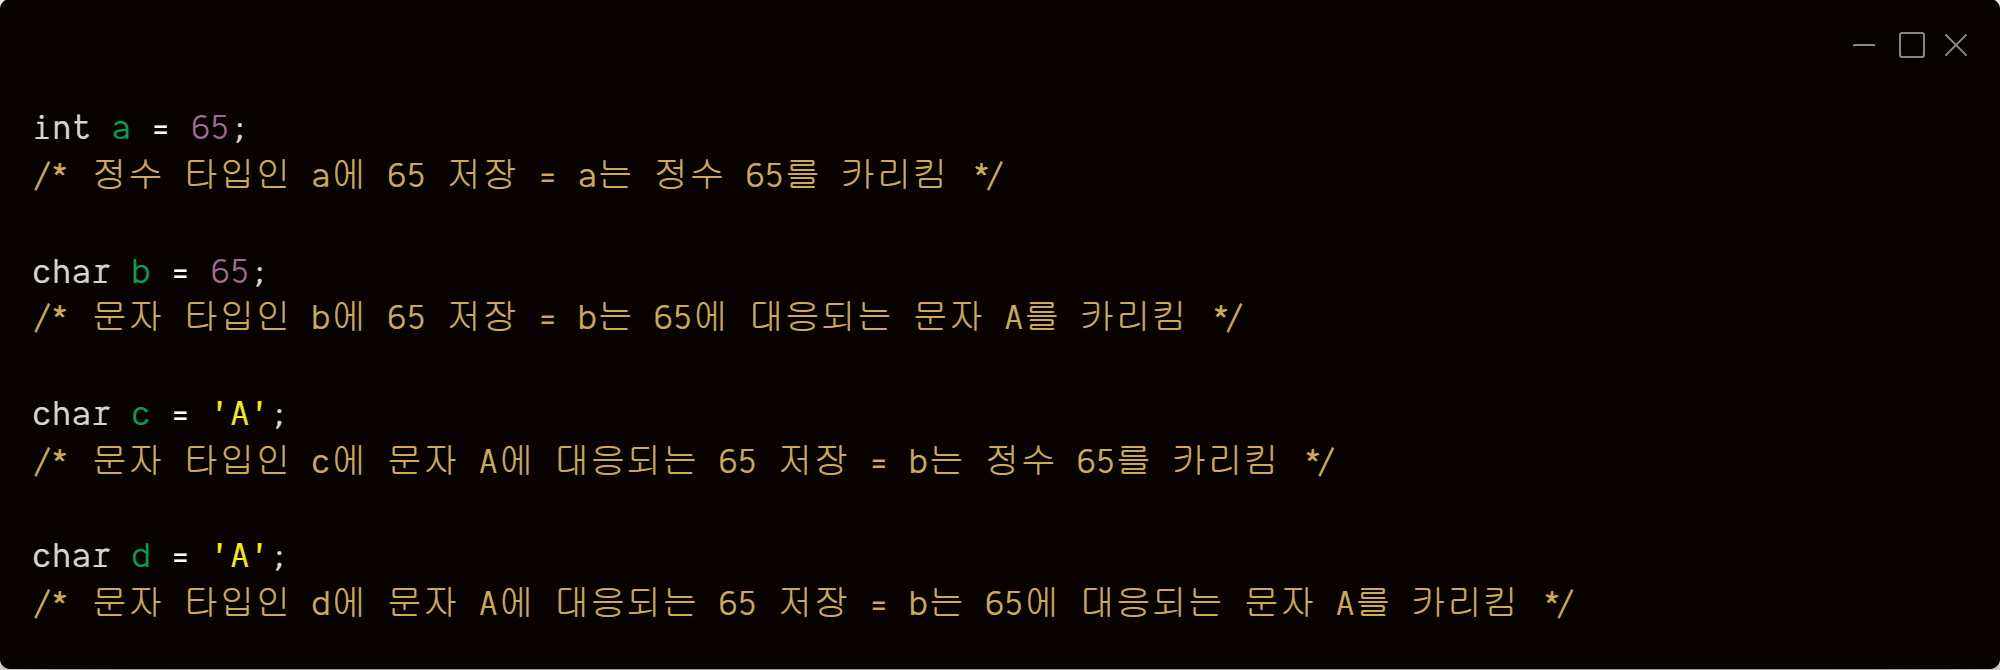 int a = 65;
/* 정수 타입인 a에 65 저장 = a는 정수 65를 카리킴 */
char b = 65;
/* 문자 타입인 b에 65 저장 = b는 65에 대응되는 문자 A를 카리킴 */
char c = 'A';
/* 문자 타입인 c에 문자 A에 대응되는 65 저장 = b는 정수 65를 카리킴 */
char d = 'A';
/* 문자 타입인 d에 문자 A에 대응되는 65 저장 = b는 65에 대응되는 문자 A를 카리킴 */